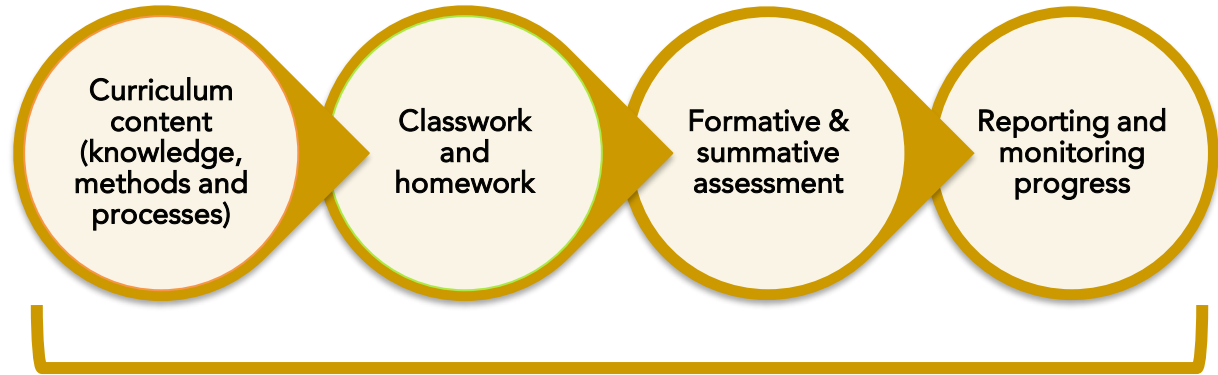 Curriculum
content
(knowledge,
methods and
processes)
Classwork
and
homework
Formative &
summative
assessment
Reporting and
monitoring
progress